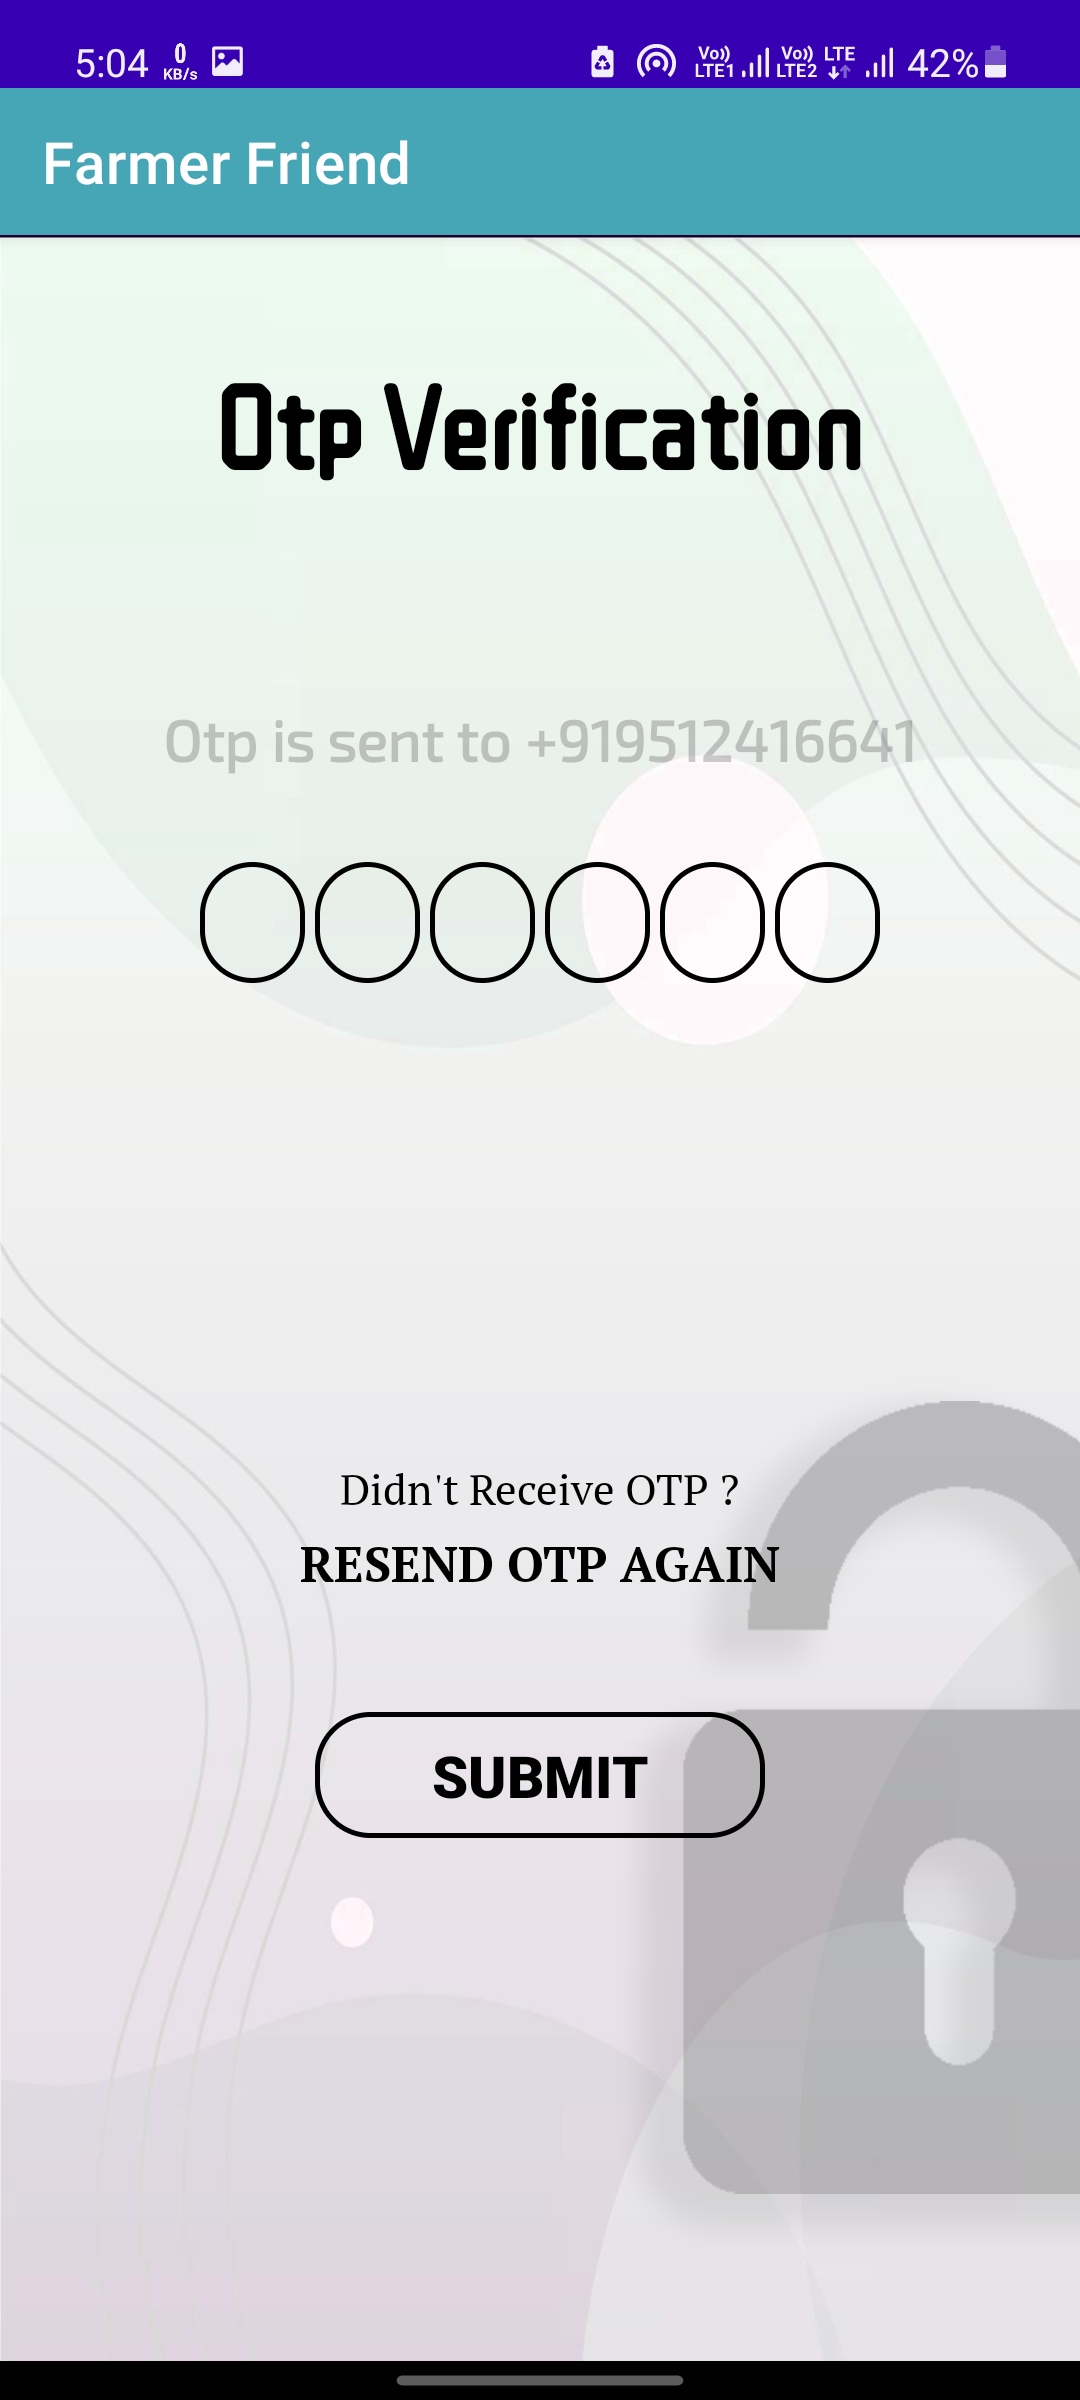 5:04 0 KB/s Vo)) LTE1 Vo)) LTE2 LTE 42%
Farmer Friend
Otp Verification
Otp is sent to +919512416641
Didn't Receive OTP ?
RESEND OTP AGAIN
SUBMIT